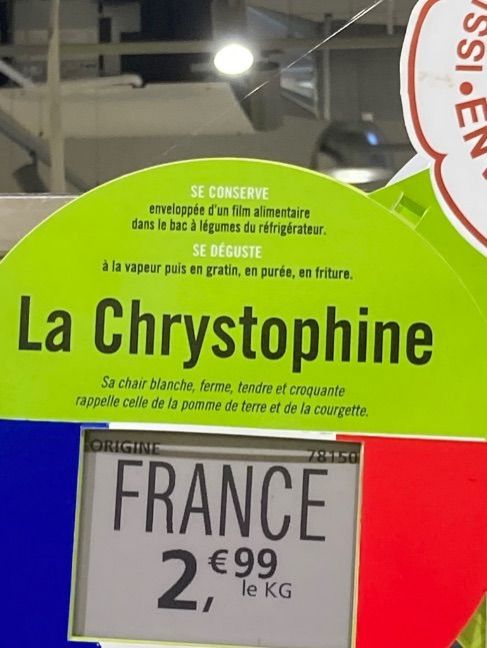 ISS
• EN
SE CONSERVE
enveloppée d'un film alimentaire
dans le bac à légumes du réfrigérateur.
SE DÉGUSTE
à la vapeur puis en gratin, en purée, en friture.
La Chrystophine
Sa chair blanche, ferme, tendre et croquante
rappelle celle de la pomme de terre et de la courgette.
ORIGINE 78150
FRANCE
2,€99
le KG